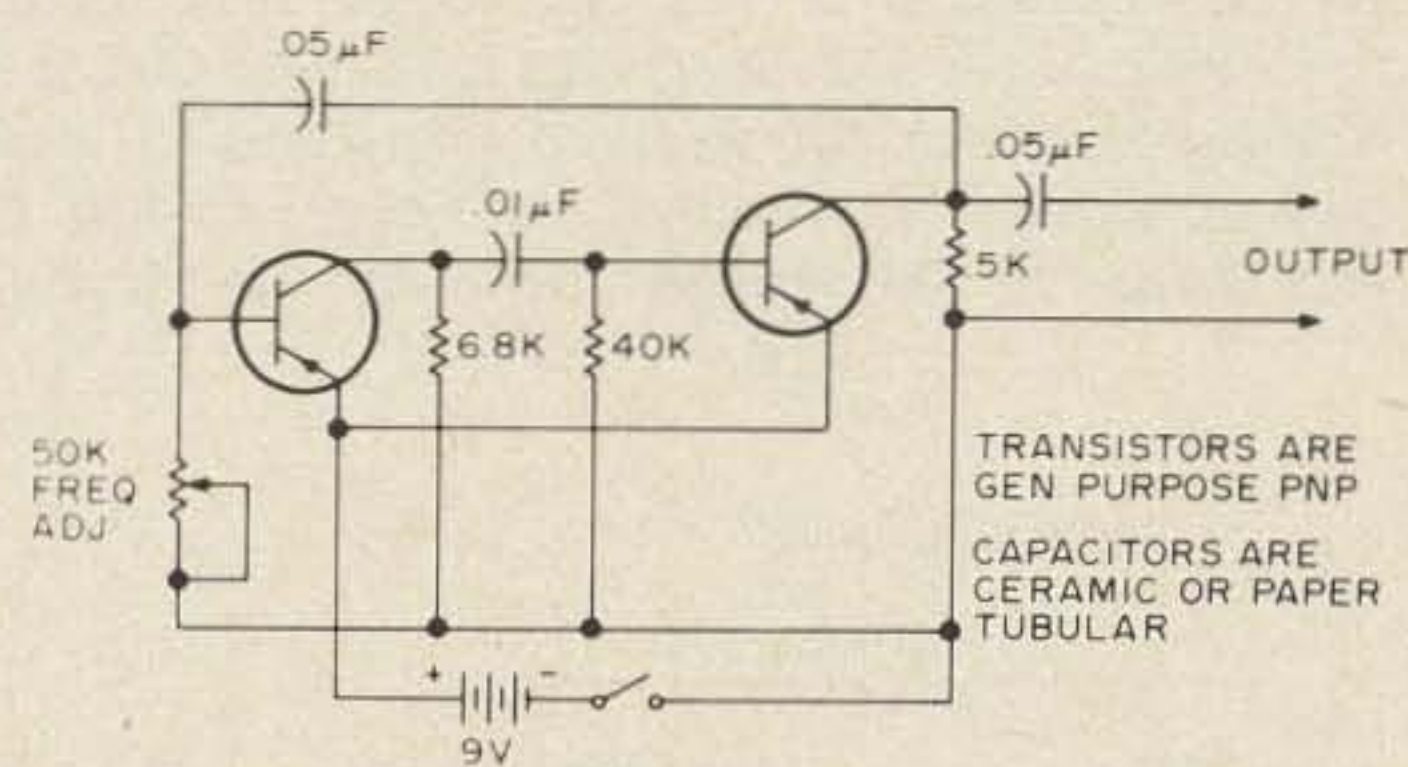 .05µF
.05µF
.01µF
5K
OUTPUT
6.8K
40K
50K
FREQ
ADJ
TRANSISTORS ARE
GEN PURPOSE PNP
CAPACITORS ARE
CERAMIC OR PAPER
TUBULAR
+ -
9V